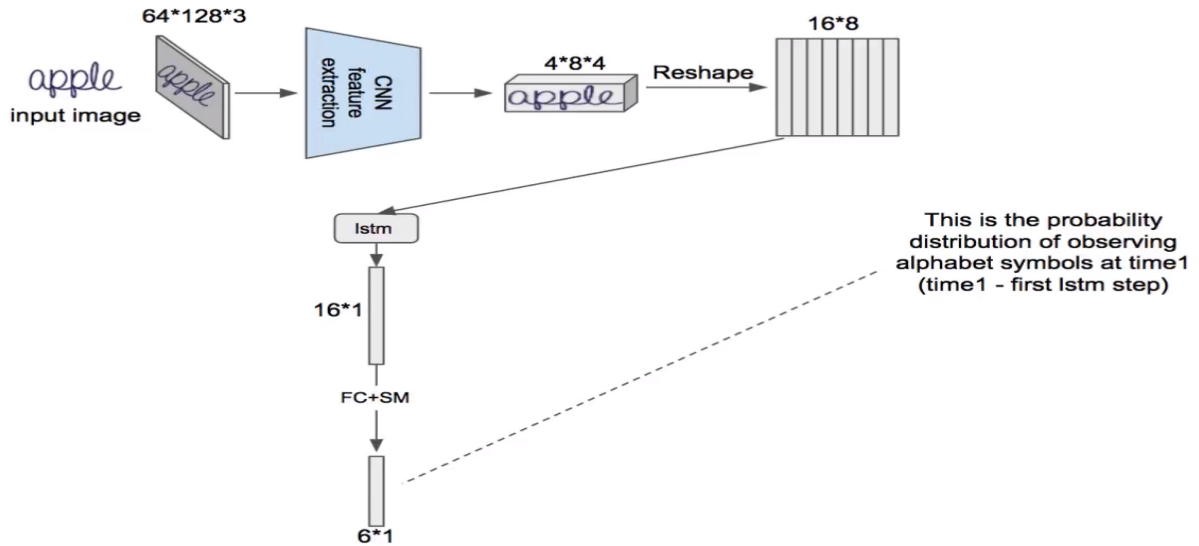 64*128*3
apple
apple
input image
CNN
feature
extraction
4*8*4
apple
Reshape
16*8
lstm
16*1
FC+SM
6*1
This is the probability
distribution of observing
alphabet symbols at time1
(time1 - first lstm step)